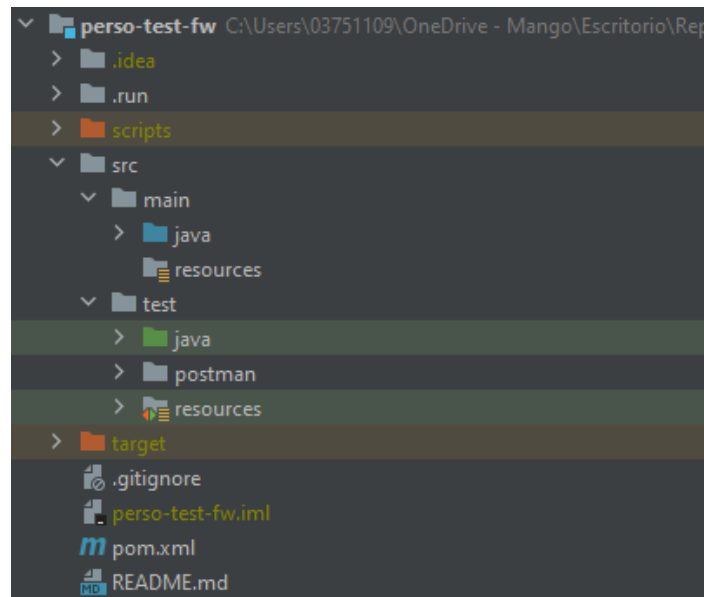 perso-test-fw C:\Users\03751109\OneDrive - Mango\Escritorio\Rep
.idea
.run
scripts
src
main
java
resources
test
java
postman
resources
target
.gitignore
perso-test-fw.iml
m pom.xml
MD README.md